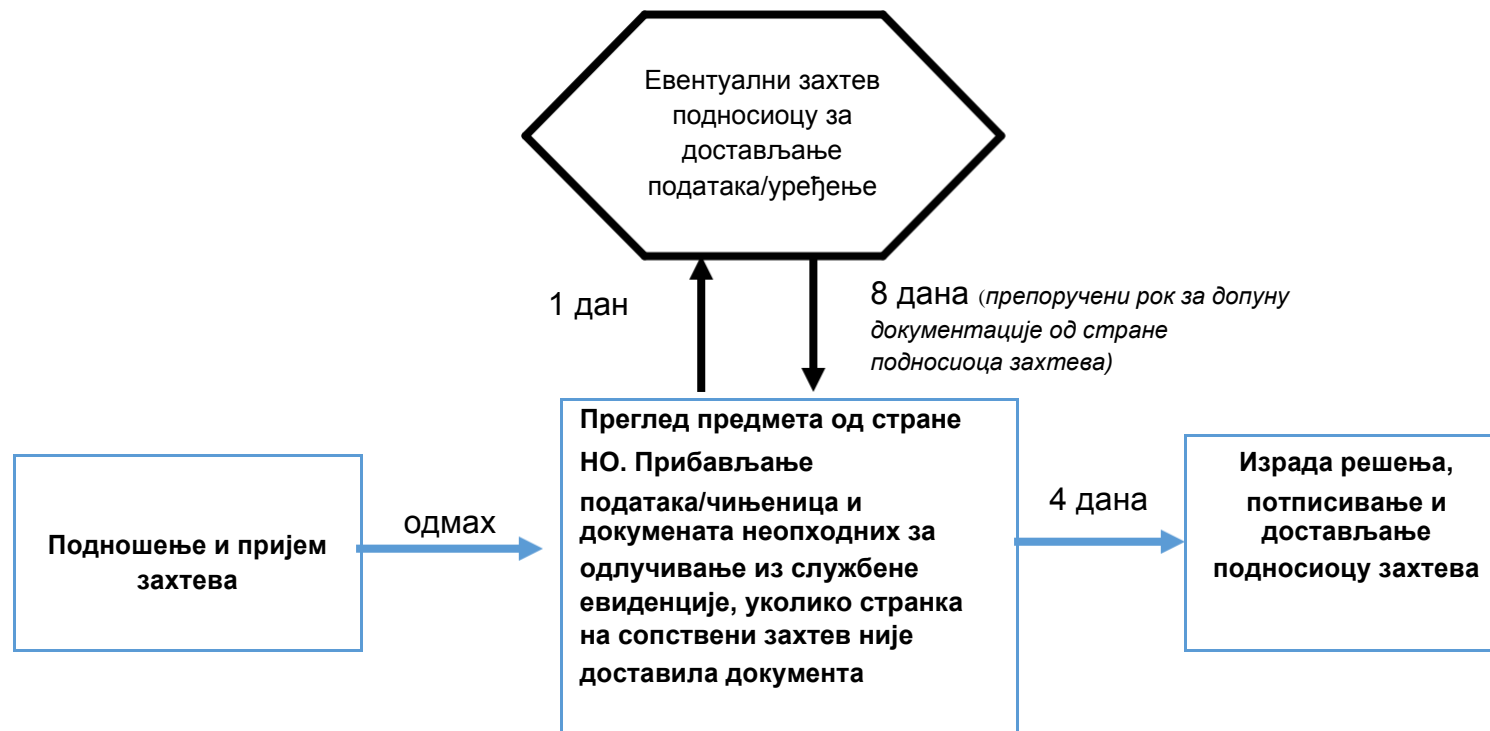 Евентуални захтев
подносиоцу за
достављање
података/уређење
1 дан
8 дана (препоручени рок за допуну
документације од стране
подносиоца захтева)
Подношење и пријем
захтева
одмах
Преглед предмета од стране
НО. Прибављање
података/чињеница и
докумената неопходних за
одлучивање из службене
евиденције, уколико странка
на сопствени захтев није
доставила документа
4 дана
Израда решења,
потписивање и
достављање
подносиоцу захтева